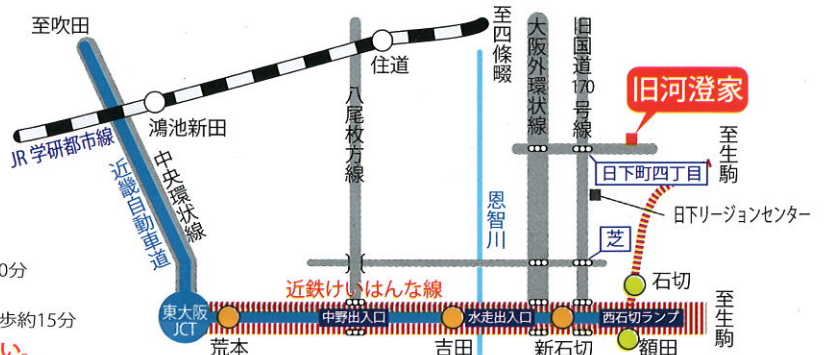 至吹田
至四條畷
大阪外環状線
旧国道170号線
住道
旧河澄家
鴻池新田
JR 学研都市線
八尾枚方線
近畿自動車道
中央環状線
恩智川
日下町四丁目
至生駒
日下リージョンセンター
芝
0分
石切
近鉄けいはんな線
歩約15分
東大阪
JCT
中野出入口
水走出入口
西石切ランプ
至生駒
い。
荒本
吉田
新石切
額田